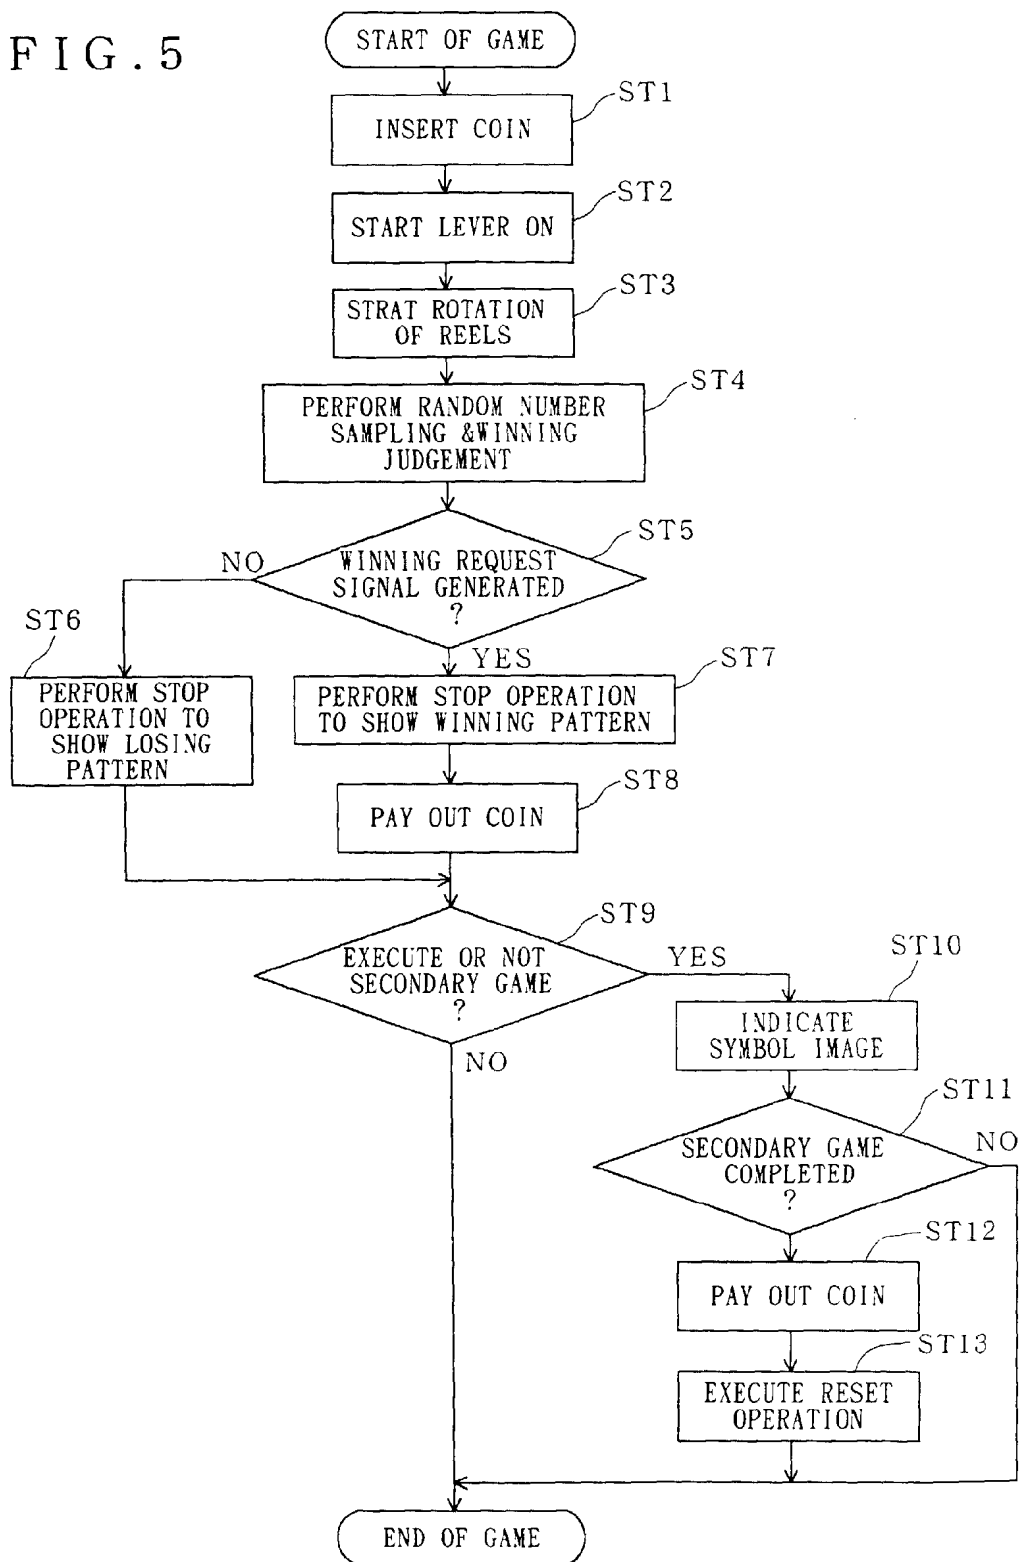 FIG.5
START OF GAME
ST1
INSERT COIN
ST2
START LEVER ON
ST3
STRAT ROTATION
OF REELS
ST4
PERFORM RANDOM NUMBER
SAMPLING &WINNING
JUDGEMENT
ST5
NO
WINNING REQUEST
SIGNAL GENERATED
?
YES
ST6
PERFORM STOP
OPERATION TO
SHOW LOSING
PATTERN
ST7
PERFORM STOP OPERATION
TO SHOW WINNING PATTERN
ST8
PAY OUT COIN
ST9
EXECUTE OR NOT
SECONDARY GAME
?
YES
NO
ST10
INDICATE
SYMBOL IMAGE
ST11
SECONDARY GAME
COMPLETED
?
NO
ST12
PAY OUT COIN
ST13
EXECUTE RESET
OPERATION
END OF GAME